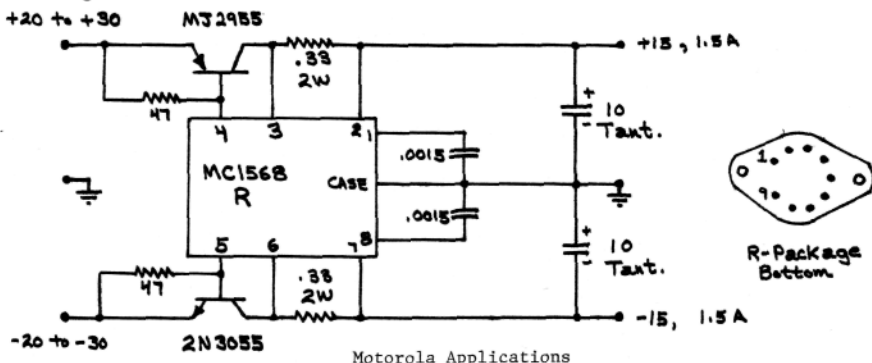 +20 to +30
MJ2955
.33
2W
+15, 1.5A
47
4
3
2
1
MC1568
R
CASE
.0015
.0015
+
10
-
Tant.
1
9
R-Package
Bottom
5
6
7
8
47
.33
2W
+
10
-
Tant.
-20 to -30
2N3055
-15, 1.5A
Motorola Applications